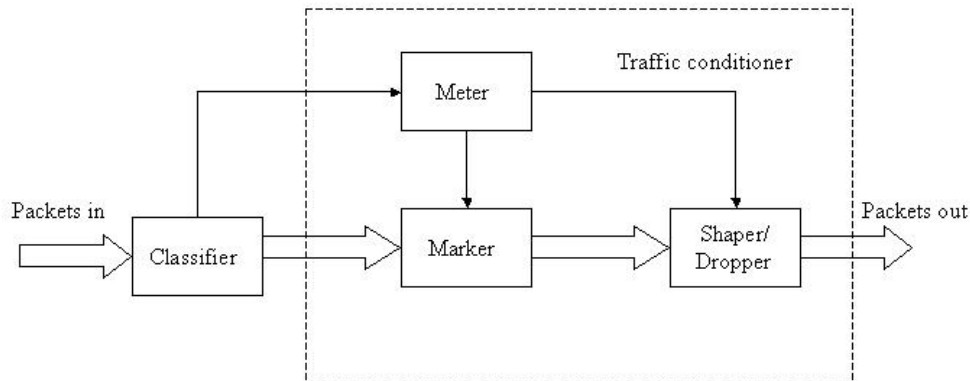 Traffic conditioner
Meter
Packets in
Classifier
Marker
Shaper/
Dropper
Packets out